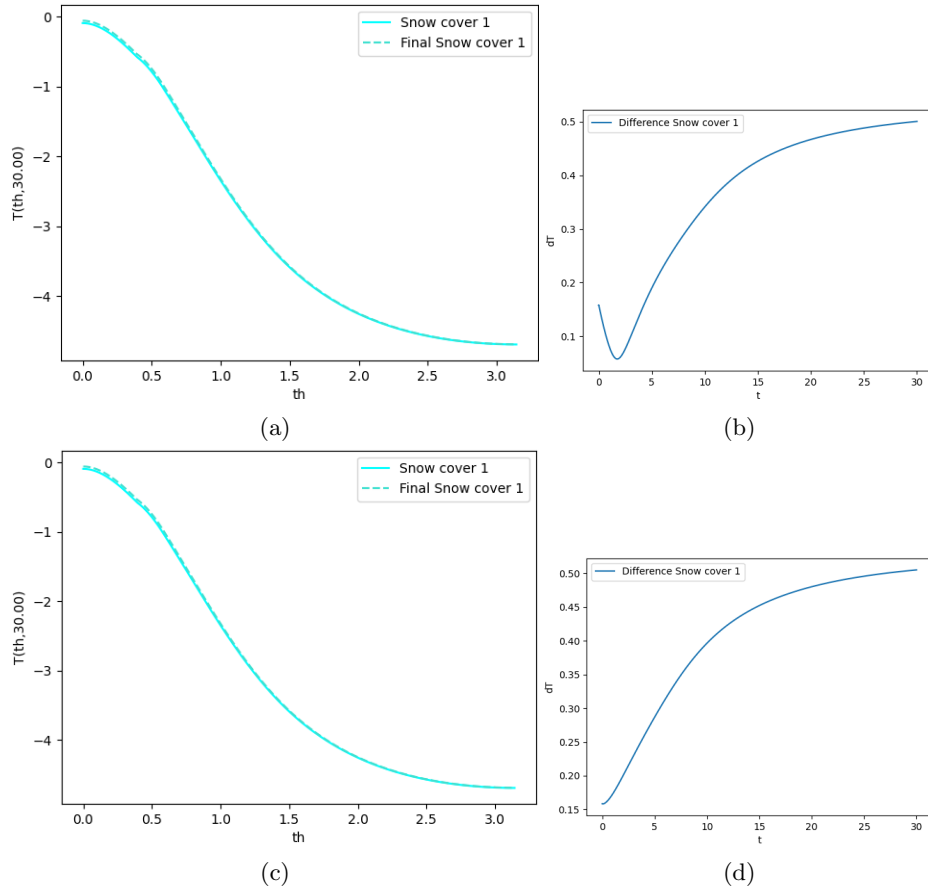 Snow cover 1
Final Snow cover 1
0
−1
−2
−3
−4
T(th,30.00)
0.0 0.5 1.0 1.5 2.0 2.5 3.0
th
(a)
Difference Snow cover 1
0.5
0.4
0.3
0.2
0.1
dT
0 5 10 15 20 25 30
t
(b)
Snow cover 1
Final Snow cover 1
0
−1
−2
−3
−4
T(th,30.00)
0.0 0.5 1.0 1.5 2.0 2.5 3.0
th
(c)
Difference Snow cover 1
0.50
0.45
0.40
0.35
0.30
0.25
0.20
0.15
dT
0 5 10 15 20 25 30
t
(d)